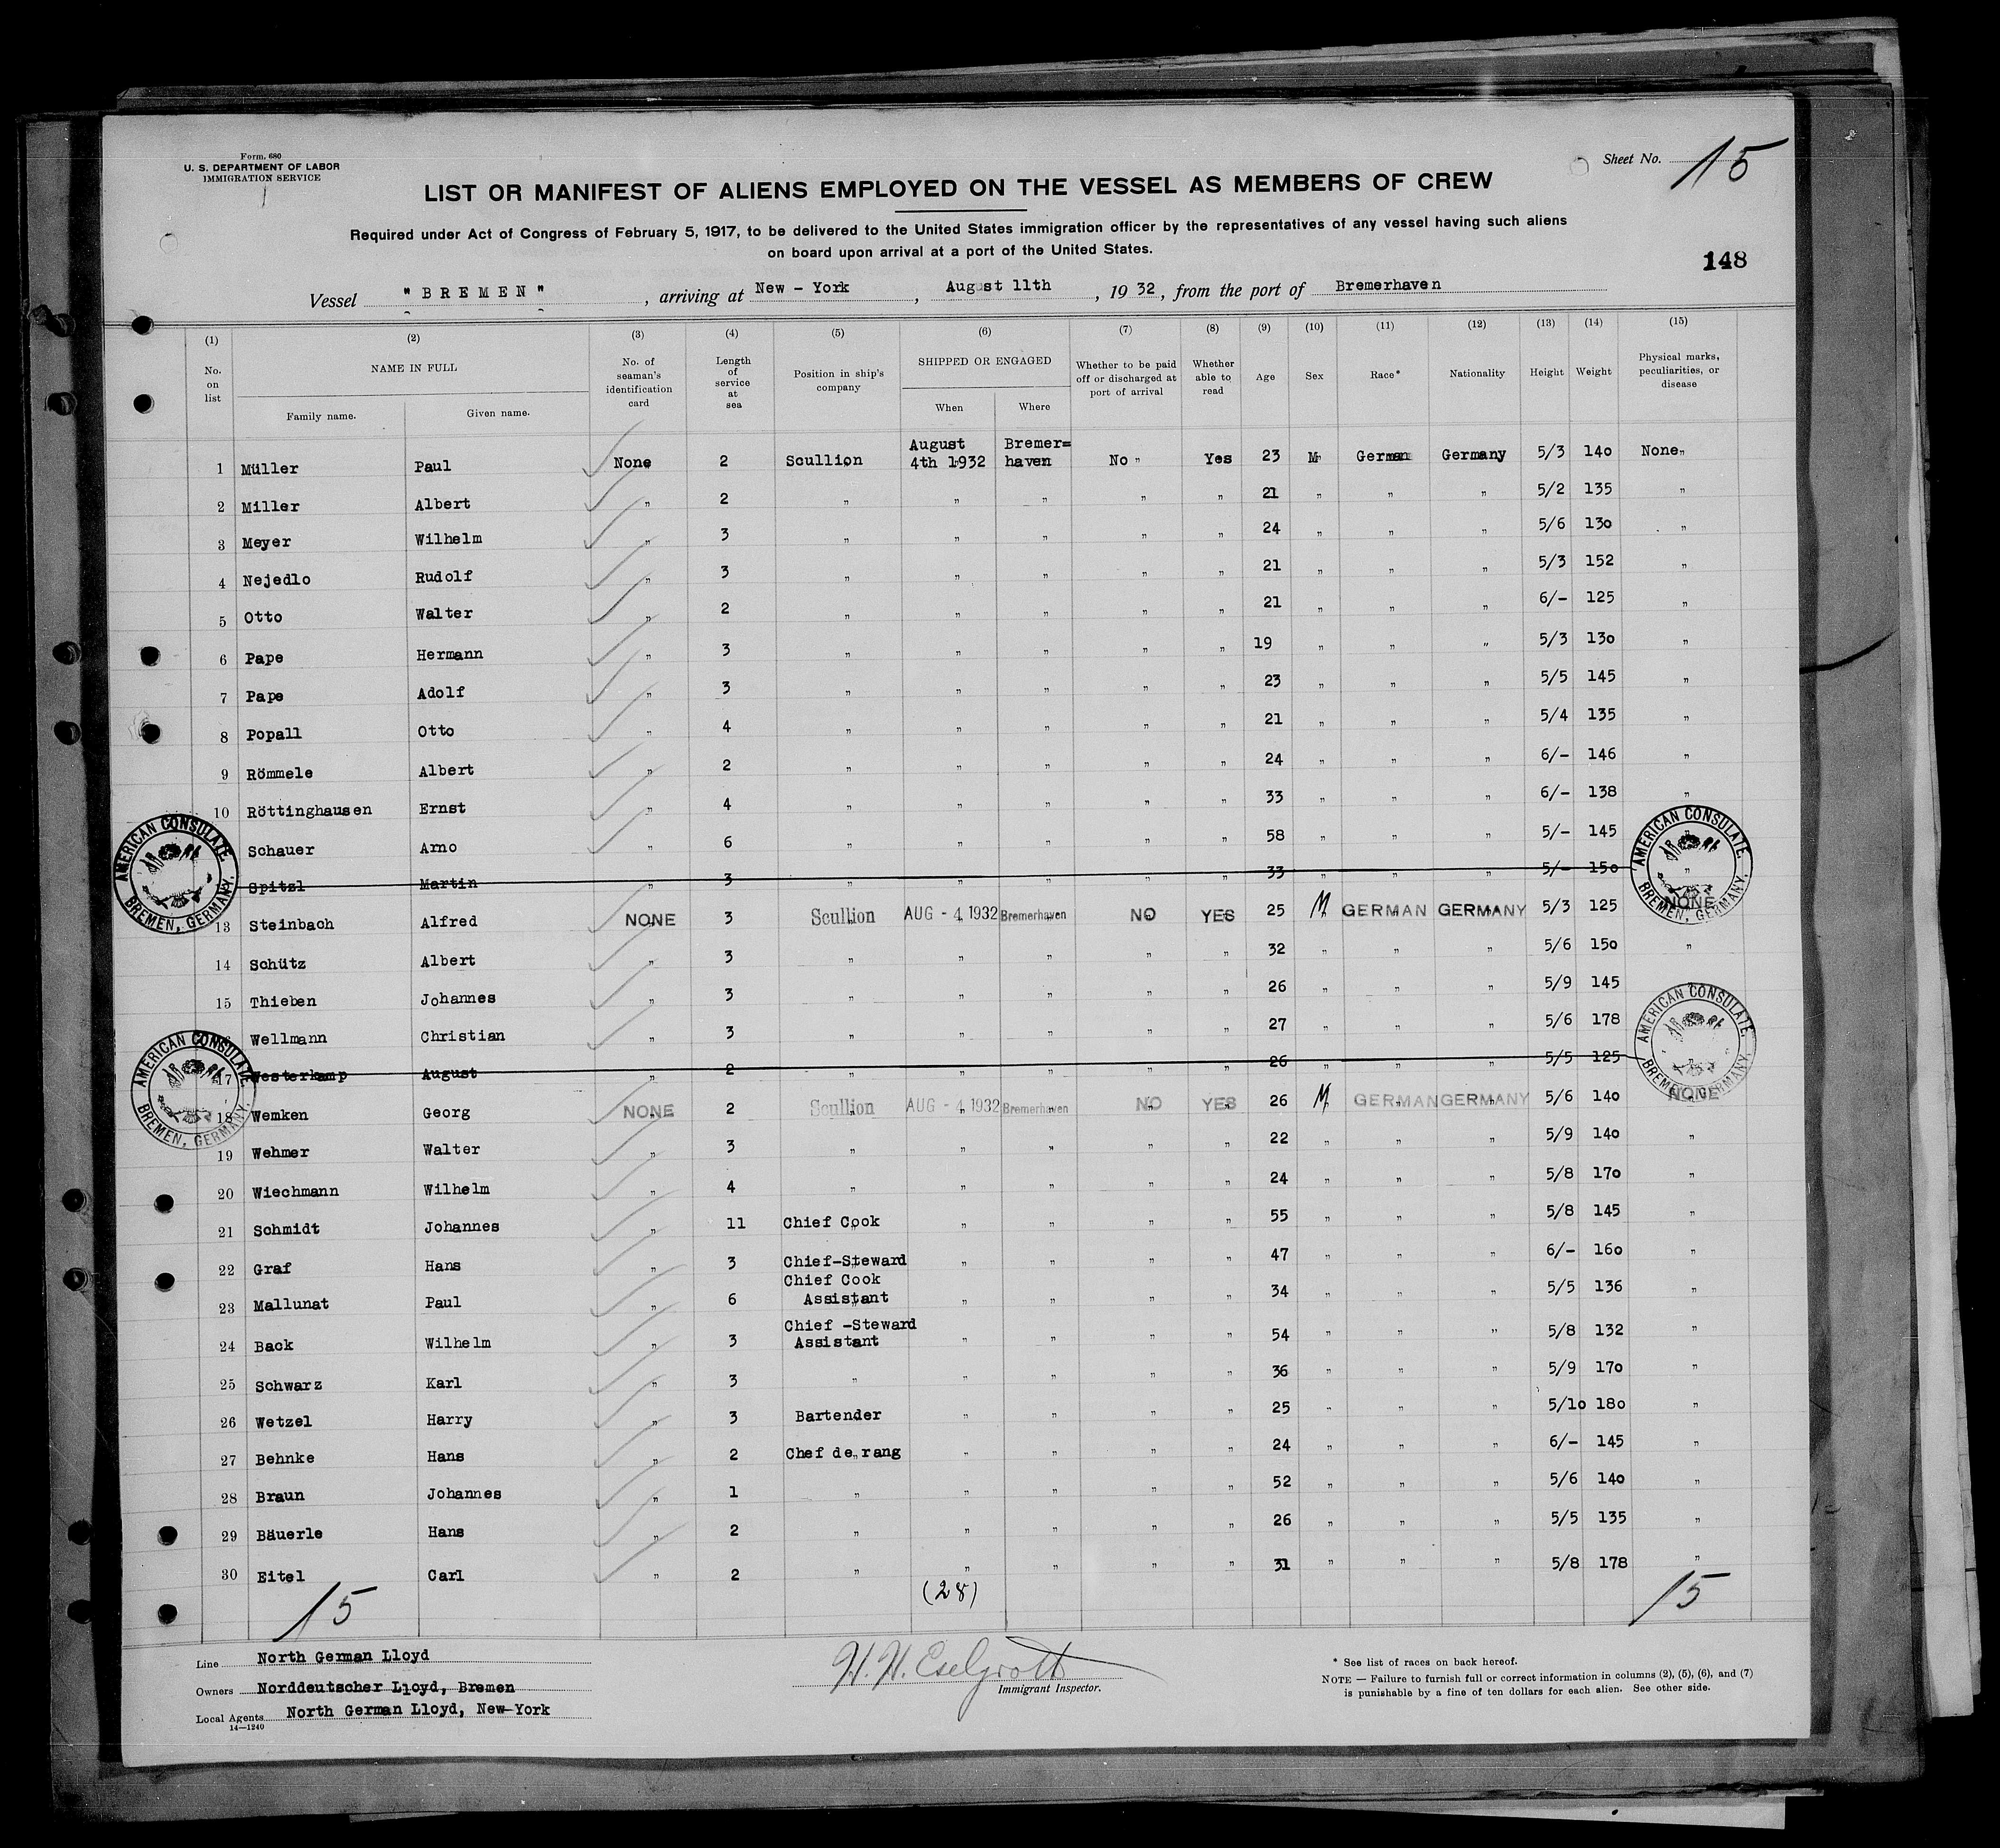 Form. 680
U. S. DEPARTMENT OF LABOR
IMMIGRATION SERVICE
Sheet No. 15
LIST OR MANIFEST OF ALIENS EMPLOYED ON THE VESSEL AS MEMBERS OF CREW
Required under Act of Congress of February 5, 1917, to be delivered to the United States immigration officer by the representatives of any vessel having such aliens
on board upon arrival at a port of the United States.
148
Vessel "BREMEN", arriving at New - York, August 11th, 1932, from the port of Bremerhaven
(1) (2) (3) (4) (5) (6) (7) (8) (9) (10) (11) (12) (13) (14) (15)
No. on list NAME IN FULL Family name. Given name. No. of seaman's identification card Length of service at sea Position in ship's company SHIPPED OR ENGAGED When Where Whether to be paid off or discharged at port of arrival Whether able to read Age Sex Race* Nationality Height Weight Physical marks, peculiarities, or disease
1 Müller Paul None 2 Scullion August 4th 1932 Bremer=haven No " Yes 23 M German Germany 5/3 140 None"
2 Miller Albert " 2 " " " " " 21 " " " 5/2 135 "
3 Meyer Wilhelm " 3 " " " " " 24 " " " 5/6 130 "
4 Nejedlo Rudolf " 3 " " " " " 21 " " " 5/3 152 "
5 Otto Walter " 2 " " " " " 21 " " " 6/- 125 "
6 Pape Hermann " 3 " " " " " 19 " " " 5/3 130 "
7 Pape Adolf " 3 " " " " " 23 " " " 5/5 145 "
8 Popall Otto " 4 " " " " " 21 " " " 5/4 135 "
9 Römmele Albert " 2 " " " " " 24 " " " 6/- 146 "
10 Röttinghausen Ernst " 4 " " " " " 33 " " " 6/- 138 "
Schauer Arno " 6 " " " " " 58 " " " 5/- 145
Spitzl Martin " 3 " " " " " 33 " " " 5/- 150 "
13 Steinbach Alfred NONE 3 Scullion AUG - 4 1932 Bremerhaven NO YES 25 M GERMAN GERMANY 5/3 125 NONE
14 Schütz Albert " 3 " " " " " 32 " " " 5/6 150 "
15 Thieben Johannes " 3 " " " " " 26 " " " 5/9 145
Wellmann Christian " 3 " " " " " 27 " " " 5/6 178
17 Westerkamp August " 2 " " " " " 26 " " " 5/5 125
18 Wemken Georg NONE 2 Scullion AUG - 4 1932 Bremerhaven NO YES 26 M GERMAN GERMANY 5/6 140 NONE
19 Wehmer Walter " 3 " " " " " 22 " " " 5/9 140 "
20 Wiechmann Wilhelm " 4 " " " " " 24 " " " 5/8 170 "
21 Schmidt Johannes " 11 Chief Cook " " " " 55 " " " 5/8 145 "
22 Graf Hans " 3 Chief-Steward " " " " 47 " " " 6/- 160 "
23 Mallunat Paul " 6 Chief Cook Assistant " " " " 34 " " " 5/5 136 "
24 Back Wilhelm " 3 Chief -Steward Assistant " " " " 54 " " " 5/8 132 "
25 Schwarz Karl " 3 " " " " " 36 " " " 5/9 170 "
26 Wetzel Harry " 3 Bartender " " " " 25 " " " 5/10 180 "
27 Behnke Hans " 2 Chef de rang " " " " 24 " " " 6/- 145 "
28 Braun Johannes " 1 " " " " " 52 " " " 5/6 140 "
29 Bäuerle Hans " 2 " " " " " 26 " " " 5/5 135 "
30 Eitel Carl " 2 " " " " " 31 " " " 5/8 178 "
15 (28) 15
AMERICAN CONSULATE, BREMEN, GERMANY.
AMERICAN CONSULATE, BREMEN, GERMANY.
AMERICAN CONSULATE, BREMEN, GERMANY.
AMERICAN CONSULATE, BREMEN, GERMANY.
Line North German Lloyd
Owners Norddeutscher Lloyd, Bremen
Local Agents North German Lloyd, New-York
14—1240
Immigrant Inspector.
* See list of races on back hereof.
NOTE — Failure to furnish full or correct information in columns (2), (5), (6), and (7)
is punishable by a fine of ten dollars for each alien. See other side.